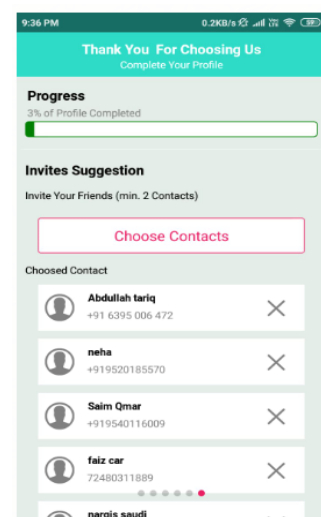 9:36 PM 0.2KB/s
Thank You For Choosing Us
Complete Your Profile
Progress
3% of Profile Completed
Invites Suggestion
Invite Your Friends (min. 2 Contacts)
Choose Contacts
Choosed Contact
Abdullah tariq
+91 6395 006 472
neha
+919520185570
Saim Qmar
+919540116009
faiz car
72480311889
nargis saudi